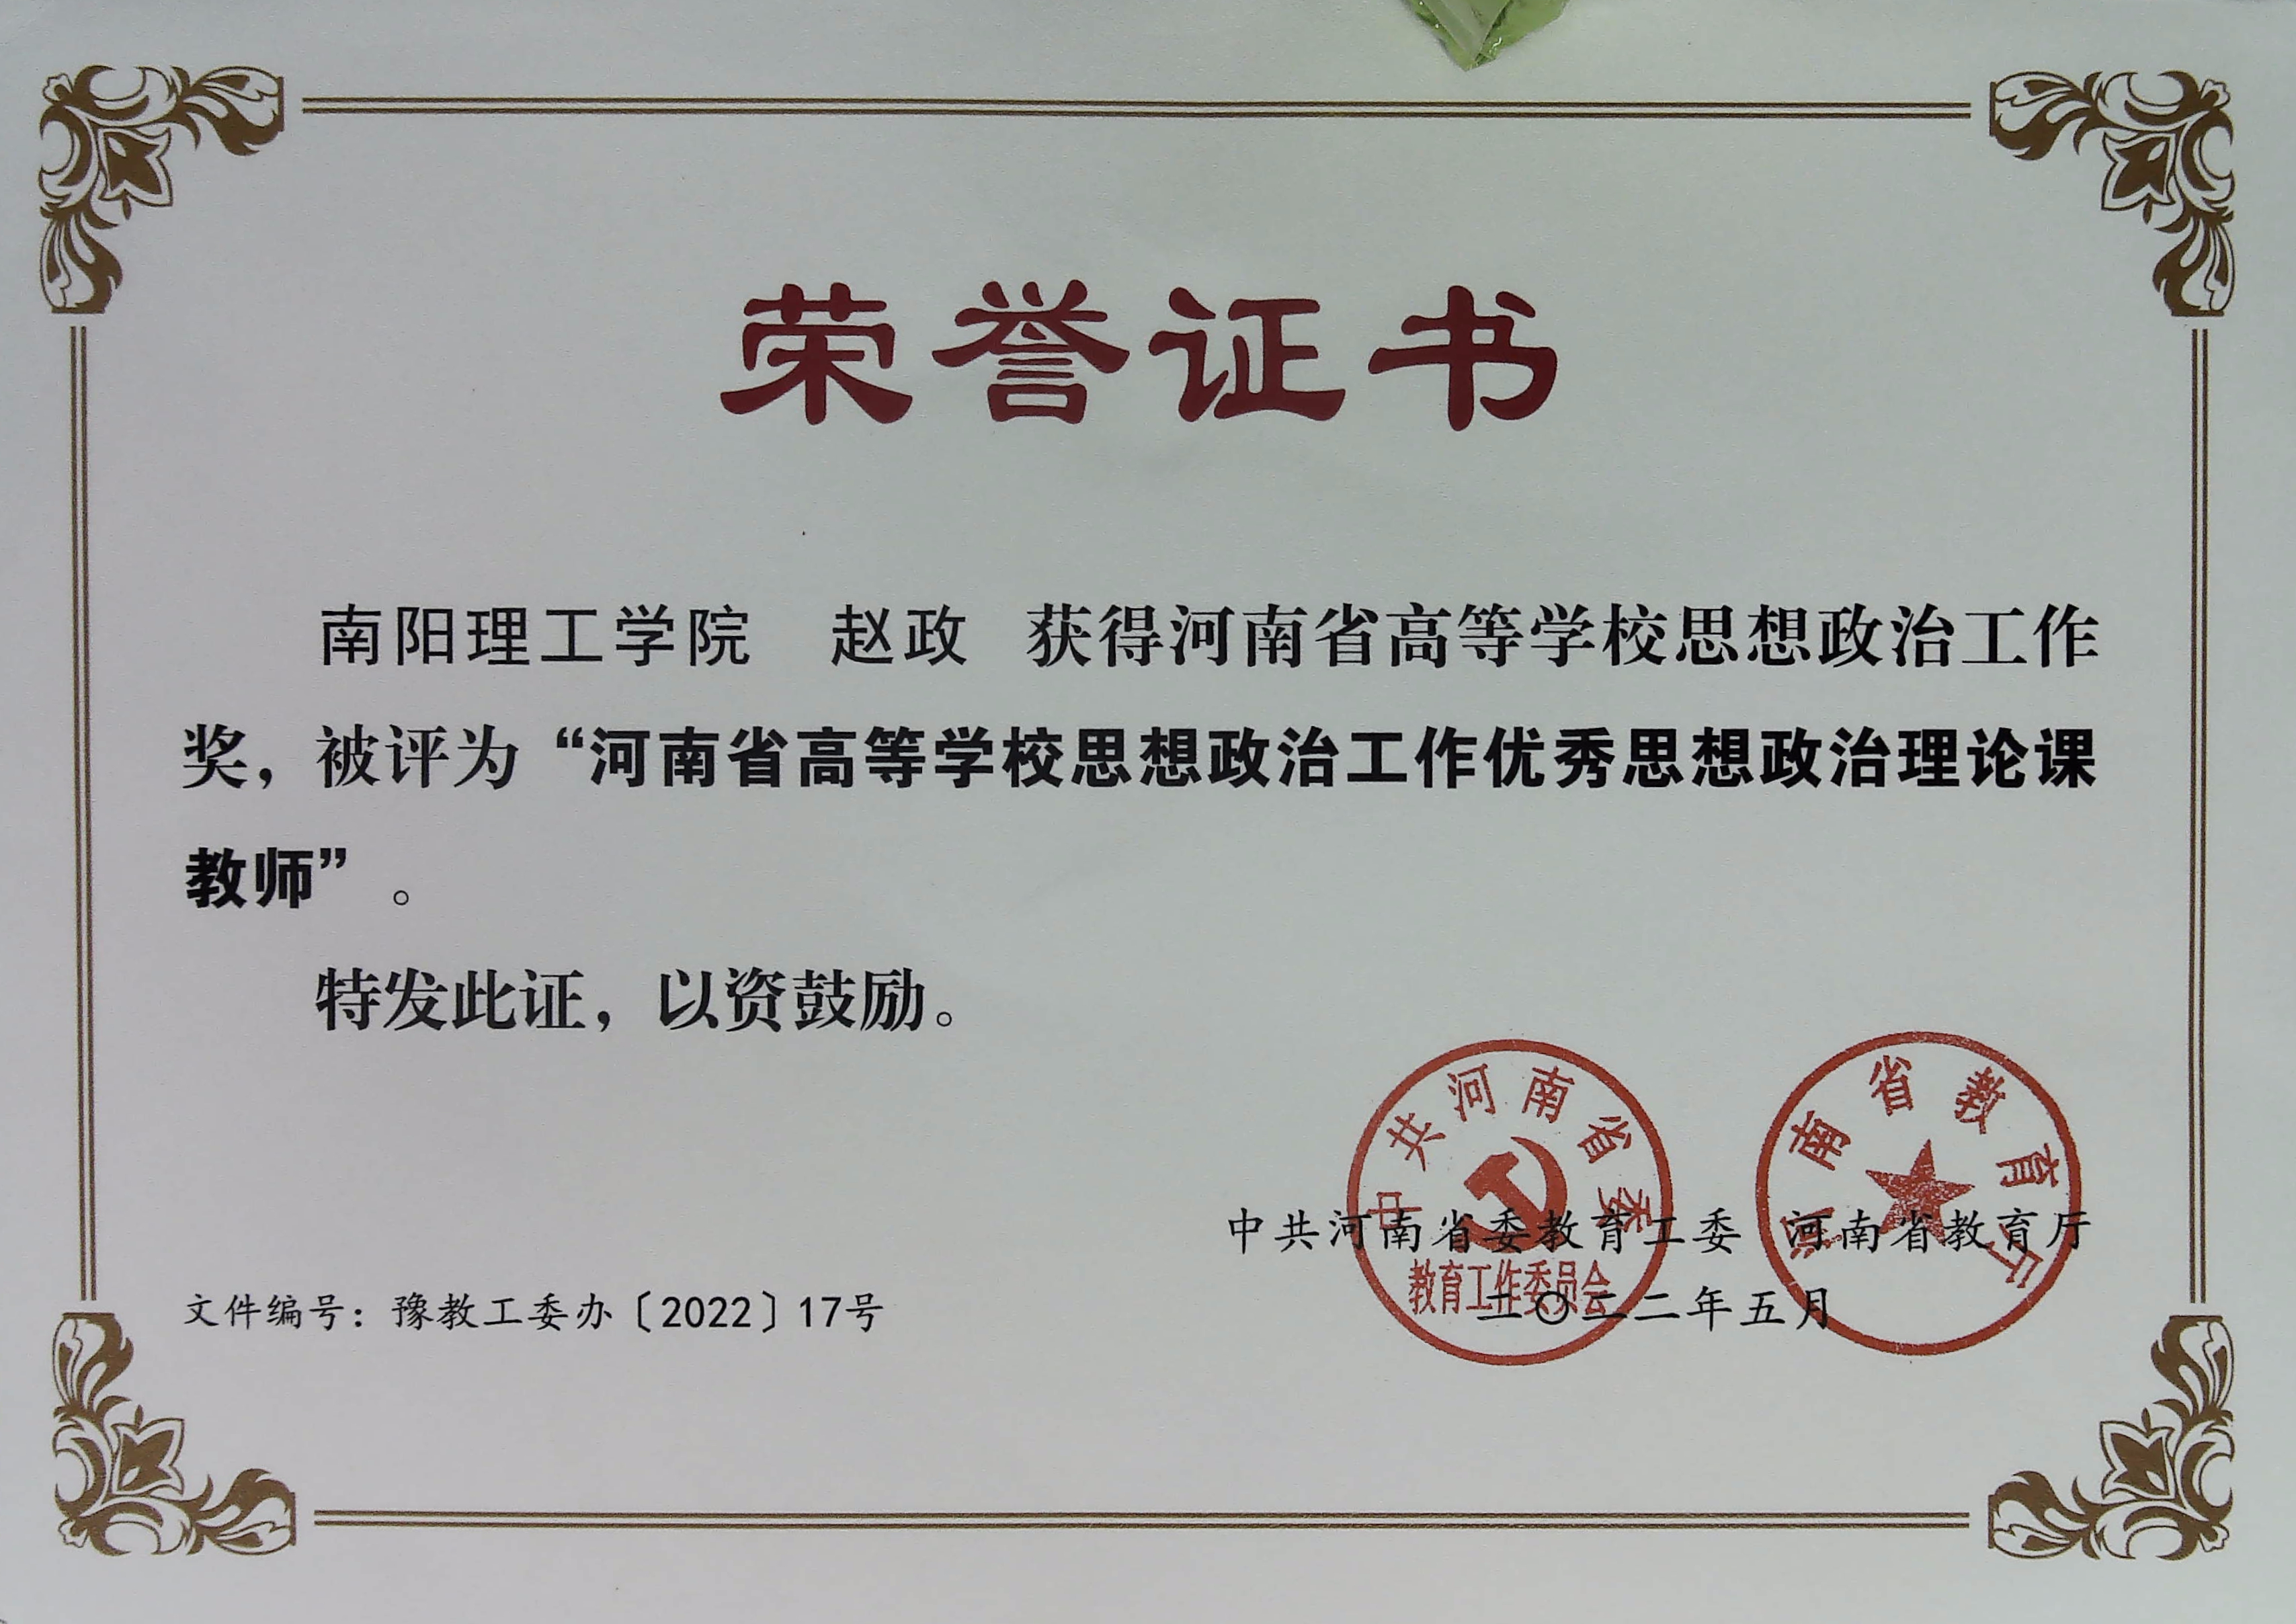 荣誉证书
南阳理工学院 赵政 获得河南省高等学校思想政治工作
奖，被评为“河南省高等学校思想政治工作优秀思想政治理论课
教师”。
特发此证，以资鼓励。
中共河南省委
教育工作委员会
河南省教育厅
中共河南省委教育工委 河南省教育厅
文件编号：豫教工委办〔2022〕17号
二〇二二年五月